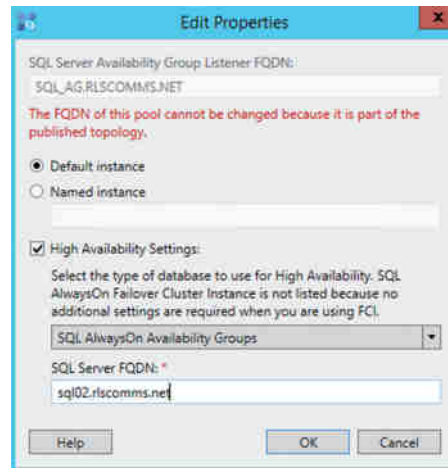 Edit Properties
x
SQL Server Availability Group Listener FQDN:
SQL_AG.RLSCOMMS.NET
The FQDN of this pool cannot be changed because it is part of the
published topology.
Default instance
Named instance
High Availability Settings:
Select the type of database to use for High Availability. SQL
AlwaysOn Failover Cluster Instance is not listed because no
additional settings are required when you are using FCI.
SQL AlwaysOn Availability Groups
SQL Server FQDN: *
sql02.rlscomms.net
Help
OK
Cancel